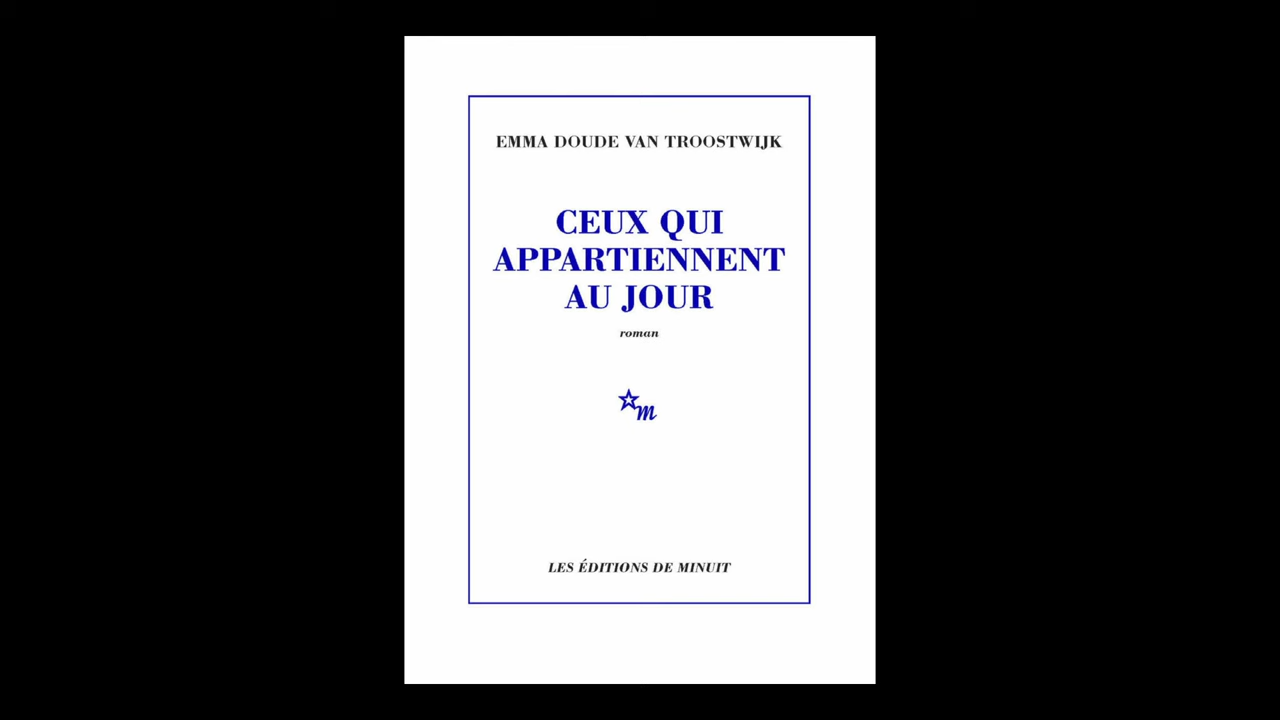 EMMA DOUDE VAN TROOSTWIJK
CEUX QUI
APPARTIENNENT
AU JOUR
roman
m
LES ÉDITIONS DE MINUIT